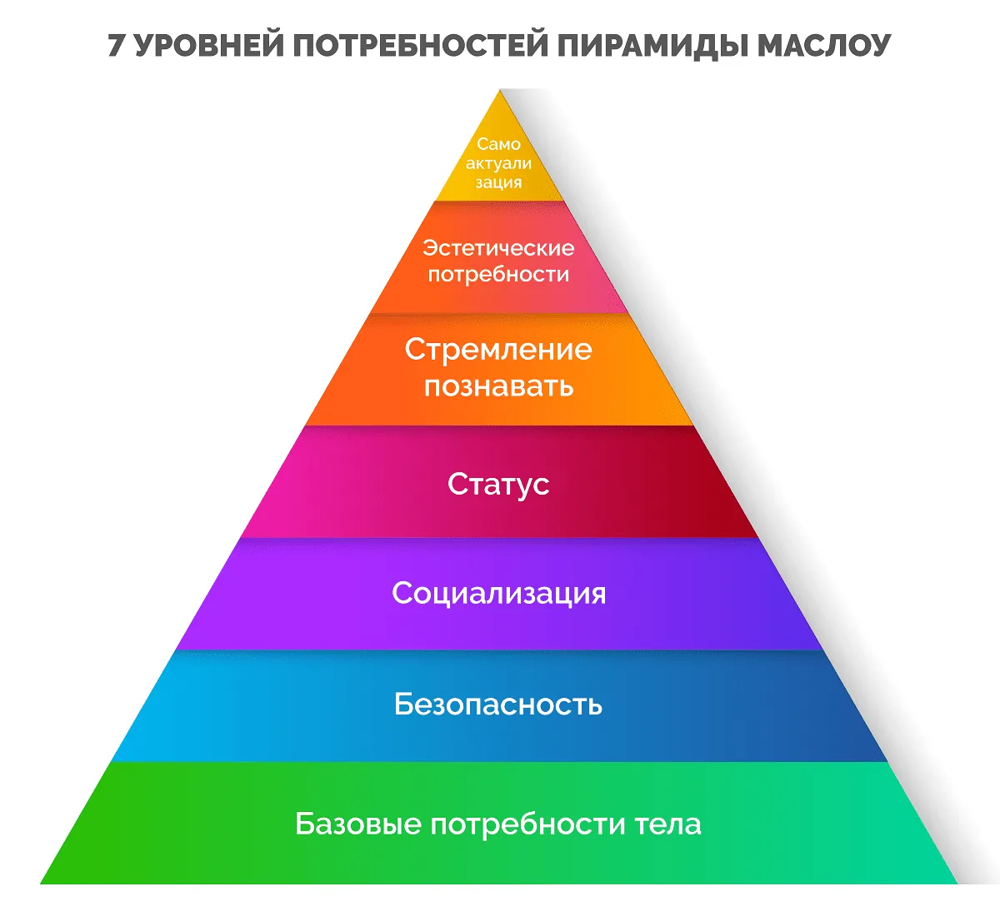 7 УРОВНЕЙ ПОТРЕБНОСТЕЙ ПИРАМИДЫ МАСЛОУ
Само
актуали
зация
Эстетические
потребности
Стремление
познавать
Статус
Социализация
Безопасность
Базовые потребности тела